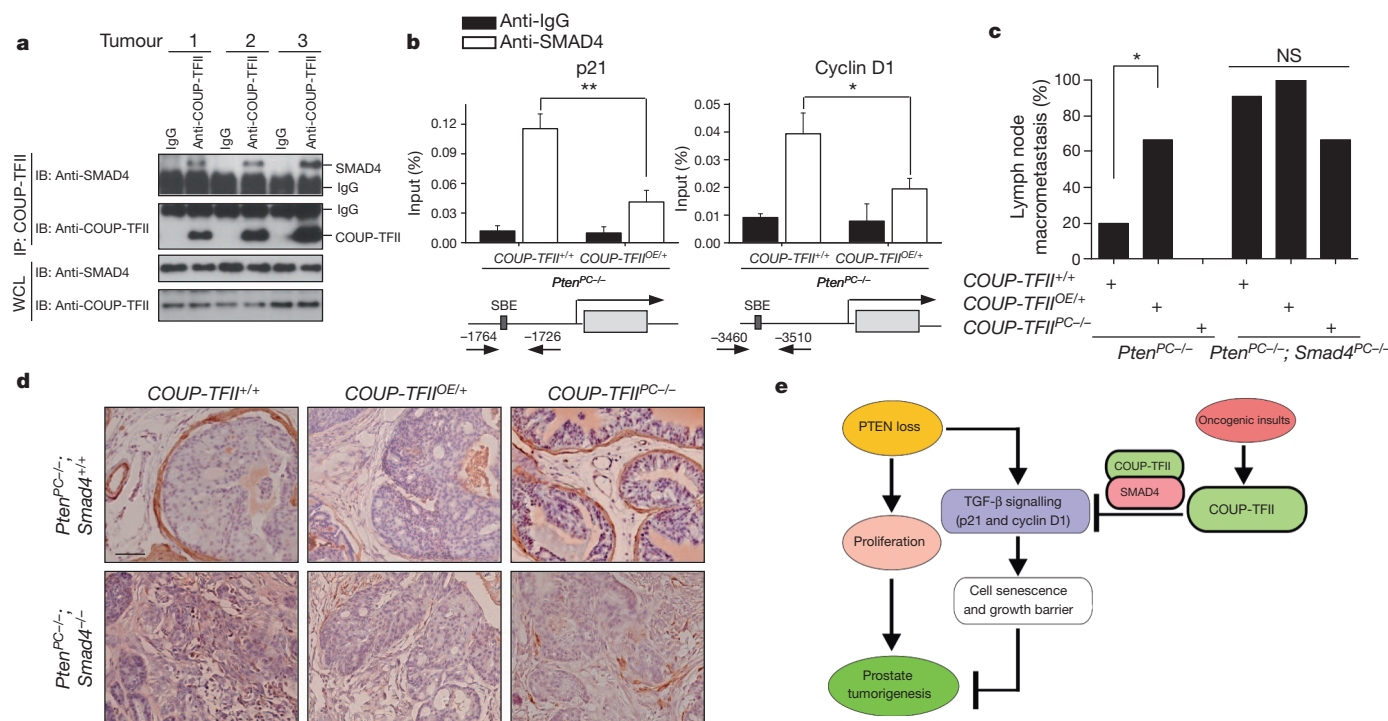 a
Tumour 1 2 3
IgG
Anti-COUP-TFII
IgG
Anti-COUP-TFII
IgG
Anti-COUP-TFII
IP: COUP-TFII
IB: Anti-SMAD4
SMAD4
IgG
IB: Anti-COUP-TFII
IgG
COUP-TFII
WCL
IB: Anti-SMAD4
IB: Anti-COUP-TFII
b
Anti-IgG
Anti-SMAD4
p21
**
Input (%)
0.12
0.09
0.06
0.03
0.00
COUP-TFII+/+ COUP-TFIIOE/+
PtenPC–/–
SBE
–1764 –1726
Cyclin D1
*
Input (%)
0.05
0.04
0.03
0.02
0.01
0.00
COUP-TFII+/+ COUP-TFIIOE/+
PtenPC–/–
SBE
–3460 –3510
c
* NS
Lymph node
macrometastasis (%)
100
80
60
40
20
0
COUP-TFII+/+ + +
COUP-TFIIOE/+ + +
COUP-TFIIPC–/– + +
PtenPC–/– PtenPC–/–; Smad4PC–/–
d
COUP-TFII+/+ COUP-TFIIOE/+ COUP-TFIIPC–/–
PtenPC–/–;
Smad4+/+
PtenPC–/–;
Smad4–/–
e
PTEN loss
Oncogenic insults
COUP-TFII
SMAD4
COUP-TFII
TGF-β signalling
(p21 and cyclin D1)
Proliferation
Cell senescence
and growth barrier
Prostate
tumorigenesis